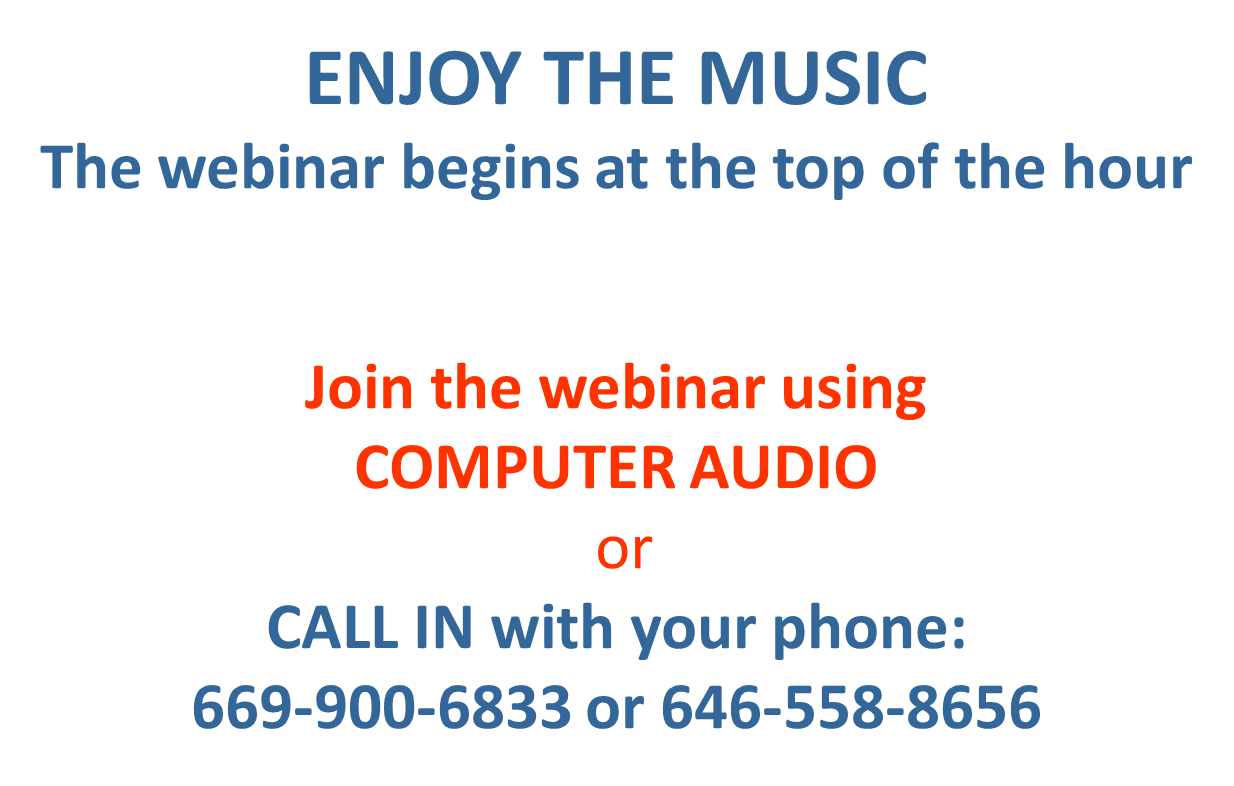 ENJOY THE MUSIC
The webinar begins at the top of the hour
Join the webinar using
COMPUTER AUDIO
or
CALL IN with your phone:
669-900-6833 or 646-558-8656